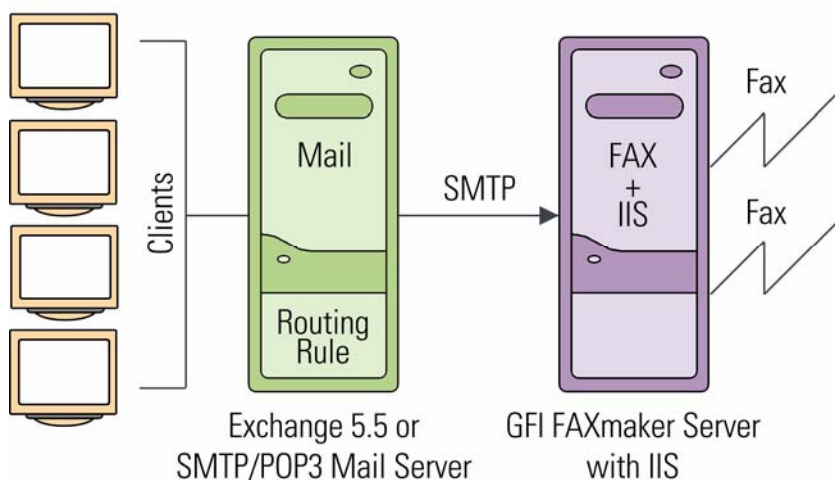 Clients
Mail
Routing
Rule
Exchange 5.5 or
SMTP/POP3 Mail Server
SMTP
FAX
+
IIS
GFI FAXmaker Server
with IIS
Fax
Fax